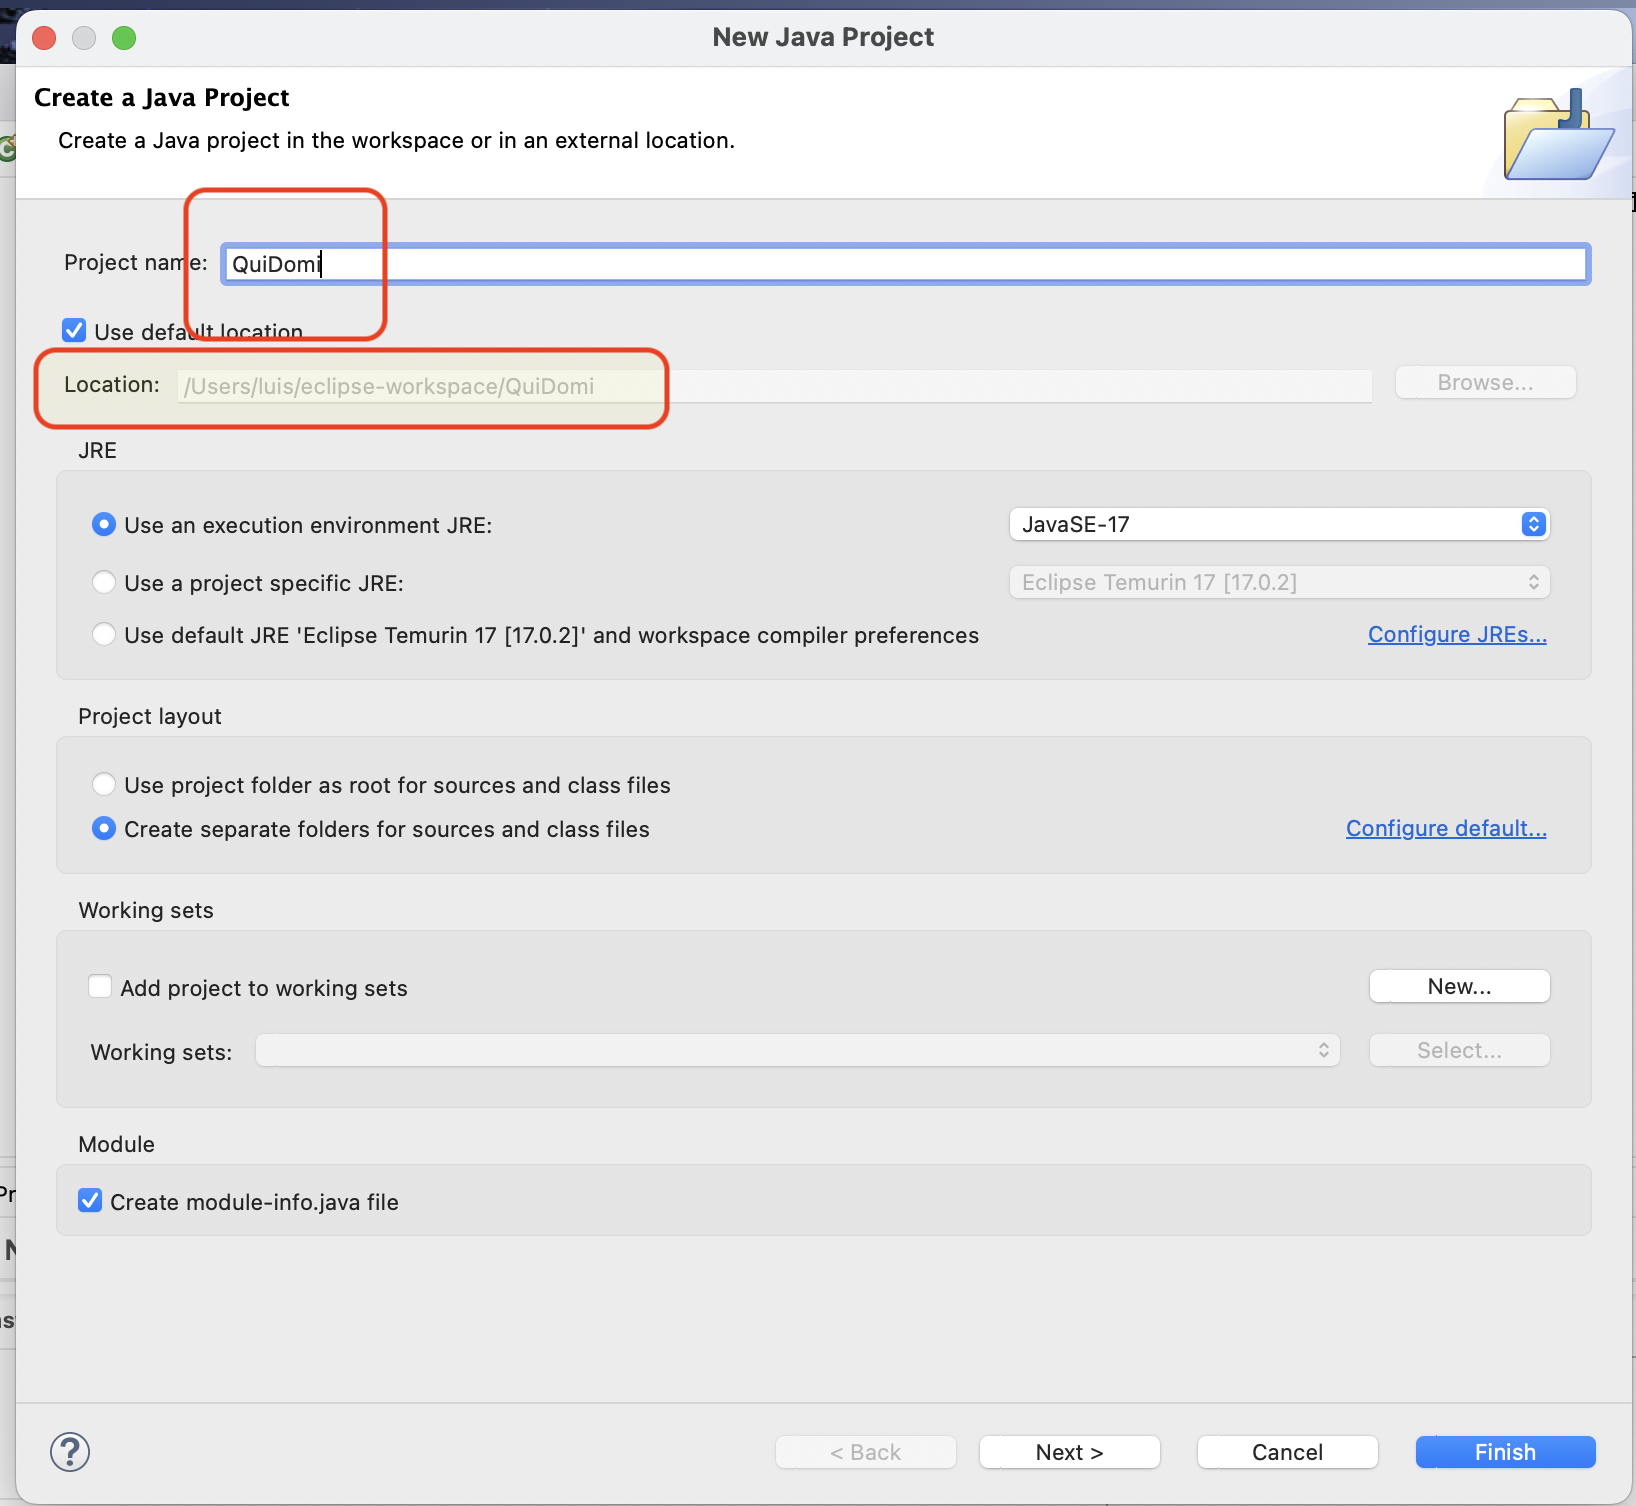 New Java Project
Create a Java Project
Create a Java project in the workspace or in an external location.
Project name: QuiDomi
Use default location
Location: /Users/luis/eclipse-workspace/QuiDomi Browse...
JRE
Use an execution environment JRE: JavaSE-17
Use a project specific JRE: Eclipse Temurin 17 [17.0.2]
Use default JRE 'Eclipse Temurin 17 [17.0.2]' and workspace compiler preferences Configure JREs...
Project layout
Use project folder as root for sources and class files
Create separate folders for sources and class files Configure default...
Working sets
Add project to working sets New...
Working sets: Select...
Module
Create module-info.java file
? < Back Next > Cancel Finish